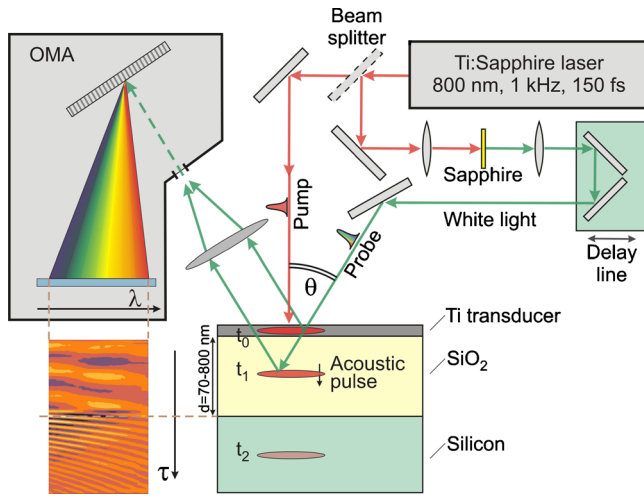 OMA
Beam
splitter
Ti:Sapphire laser
800 nm, 1 kHz, 150 fs
Sapphire
White light
Delay
line
Pump
Probe
θ
λ
τ
d=70-800 nm
t₀
t₁
t₂
Acoustic
pulse
Ti transducer
SiO₂
Silicon